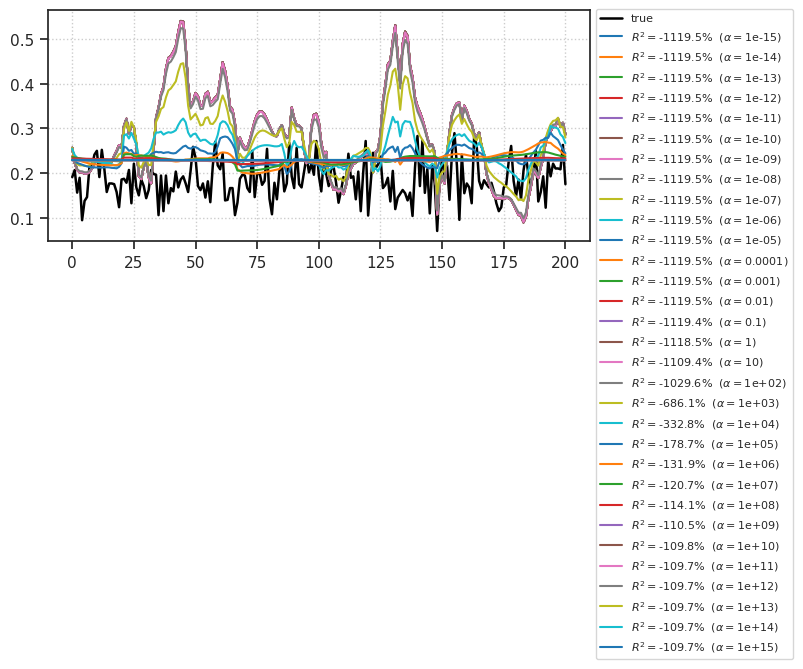 0.5
0.4
0.3
0.2
0.1
0 25 50 75 100 125 150 175 200
true
R² = -1119.5% (α = 1e-15)
R² = -1119.5% (α = 1e-14)
R² = -1119.5% (α = 1e-13)
R² = -1119.5% (α = 1e-12)
R² = -1119.5% (α = 1e-11)
R² = -1119.5% (α = 1e-10)
R² = -1119.5% (α = 1e-09)
R² = -1119.5% (α = 1e-08)
R² = -1119.5% (α = 1e-07)
R² = -1119.5% (α = 1e-06)
R² = -1119.5% (α = 1e-05)
R² = -1119.5% (α = 0.0001)
R² = -1119.5% (α = 0.001)
R² = -1119.5% (α = 0.01)
R² = -1119.4% (α = 0.1)
R² = -1118.5% (α = 1)
R² = -1109.4% (α = 10)
R² = -1029.6% (α = 1e+02)
R² = -686.1% (α = 1e+03)
R² = -332.8% (α = 1e+04)
R² = -178.7% (α = 1e+05)
R² = -131.9% (α = 1e+06)
R² = -120.7% (α = 1e+07)
R² = -114.1% (α = 1e+08)
R² = -110.5% (α = 1e+09)
R² = -109.8% (α = 1e+10)
R² = -109.7% (α = 1e+11)
R² = -109.7% (α = 1e+12)
R² = -109.7% (α = 1e+13)
R² = -109.7% (α = 1e+14)
R² = -109.7% (α = 1e+15)